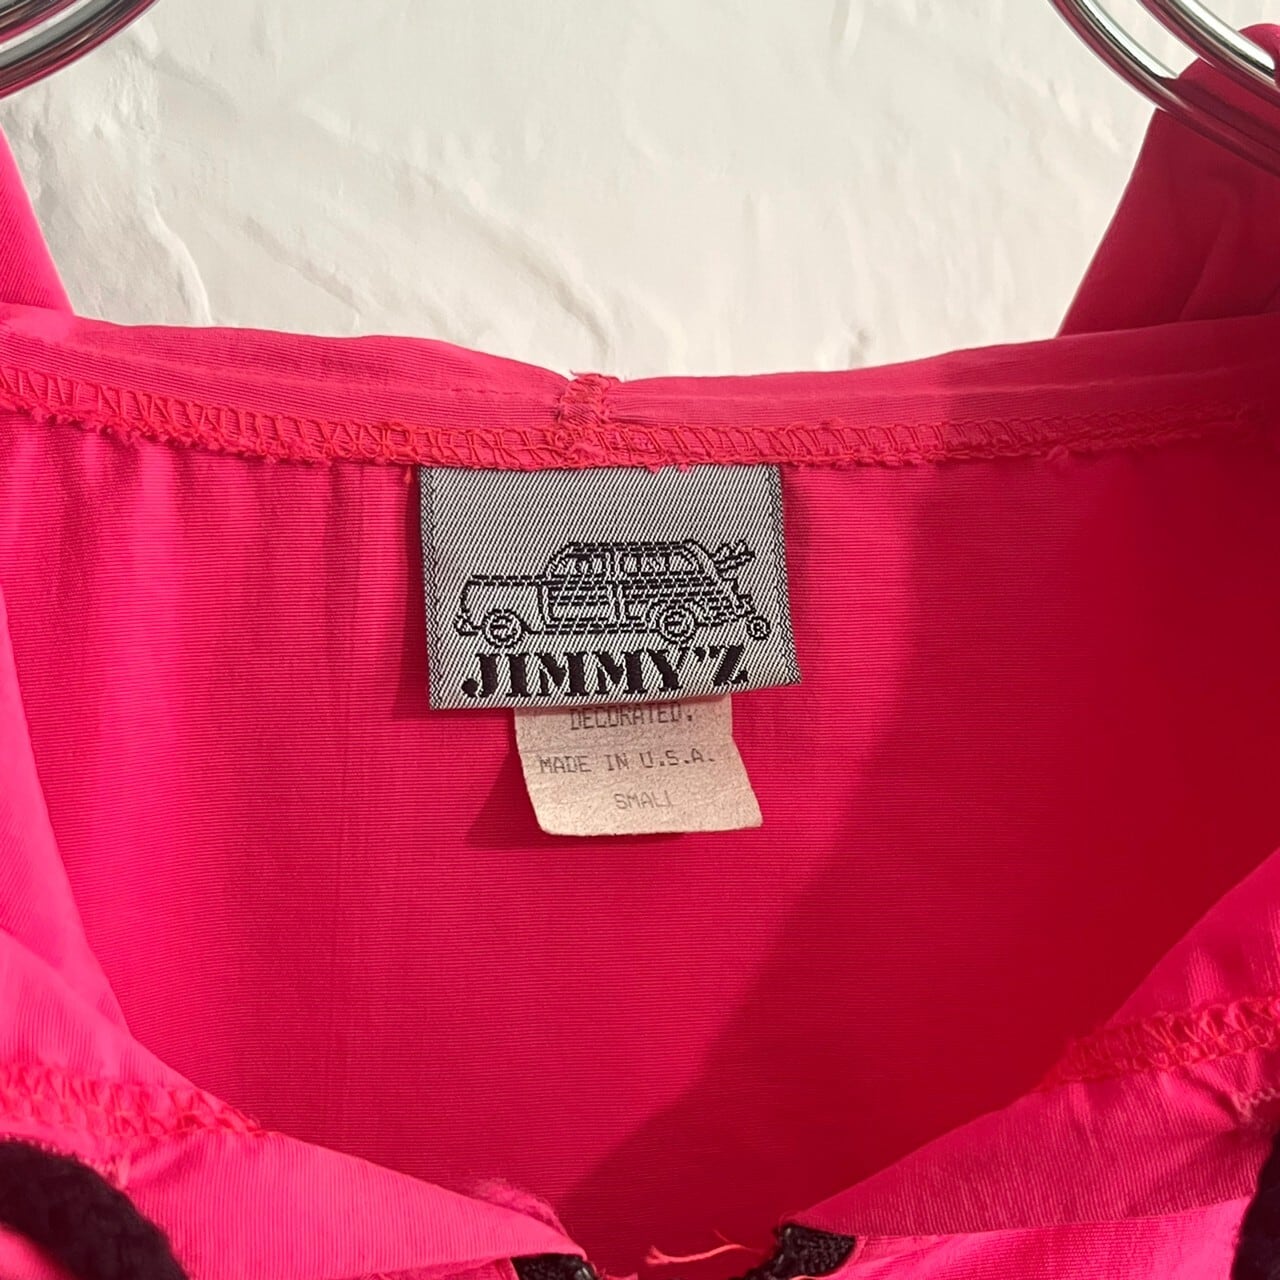 JIMMY"Z
DECORATED.
MADE IN U.S.A.
SMALL